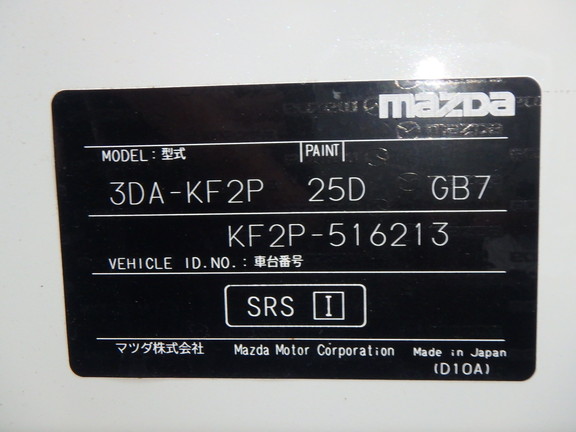 mazda
MODEL: 型式 PAINT
3DA-KF2P 25D GB7
KF2P-516213
VEHICLE ID.NO.: 車台番号
SRS I
マツダ株式会社 Mazda Motor Corporation Made in Japan
(D10A)